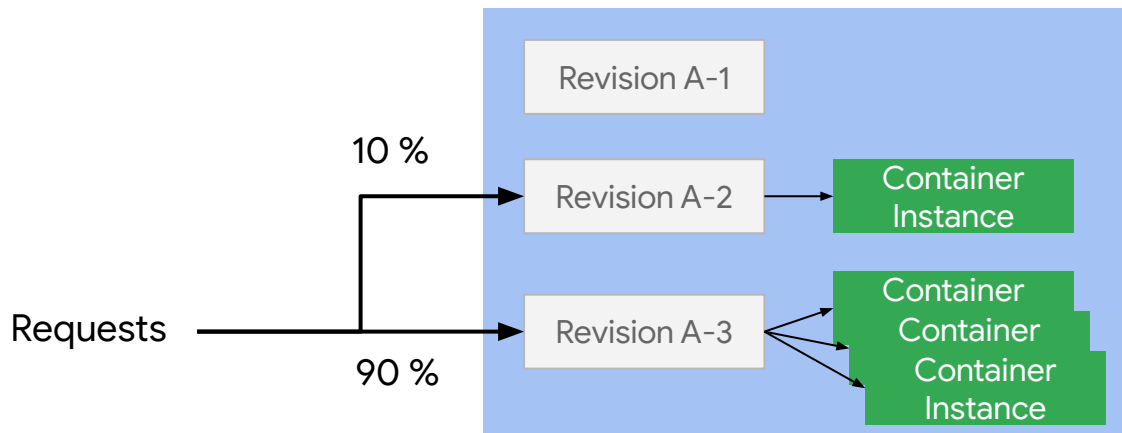 Revision A-1
10 %
Revision A-2
Container
Instance
Requests
Revision A-3
90 %
Container
Container
Container
Instance